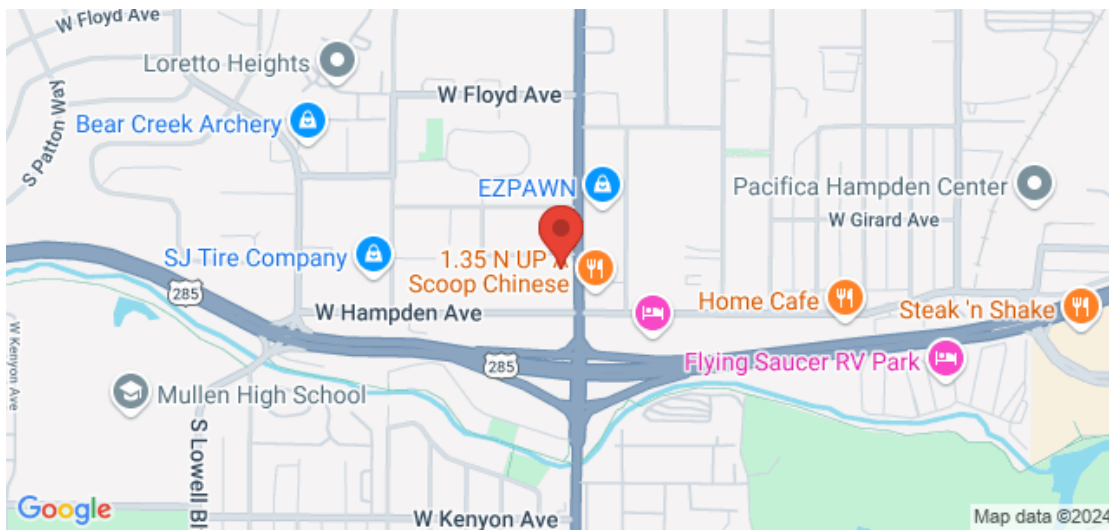 W Floyd Ave
Loretto Heights
W Floyd Ave
S Patton Way
Bear Creek Archery
EZPAWN
Pacifica Hampden Center
W Girard Ave
SJ Tire Company
1.35 N UP A
Scoop Chinese
285
W Hampden Ave
Home Cafe
Steak 'n Shake
W Kenyon Ave
285
Flying Saucer RV Park
Mullen High School
S Lowell Bl
Google
W Kenyon Ave
Map data ©2024